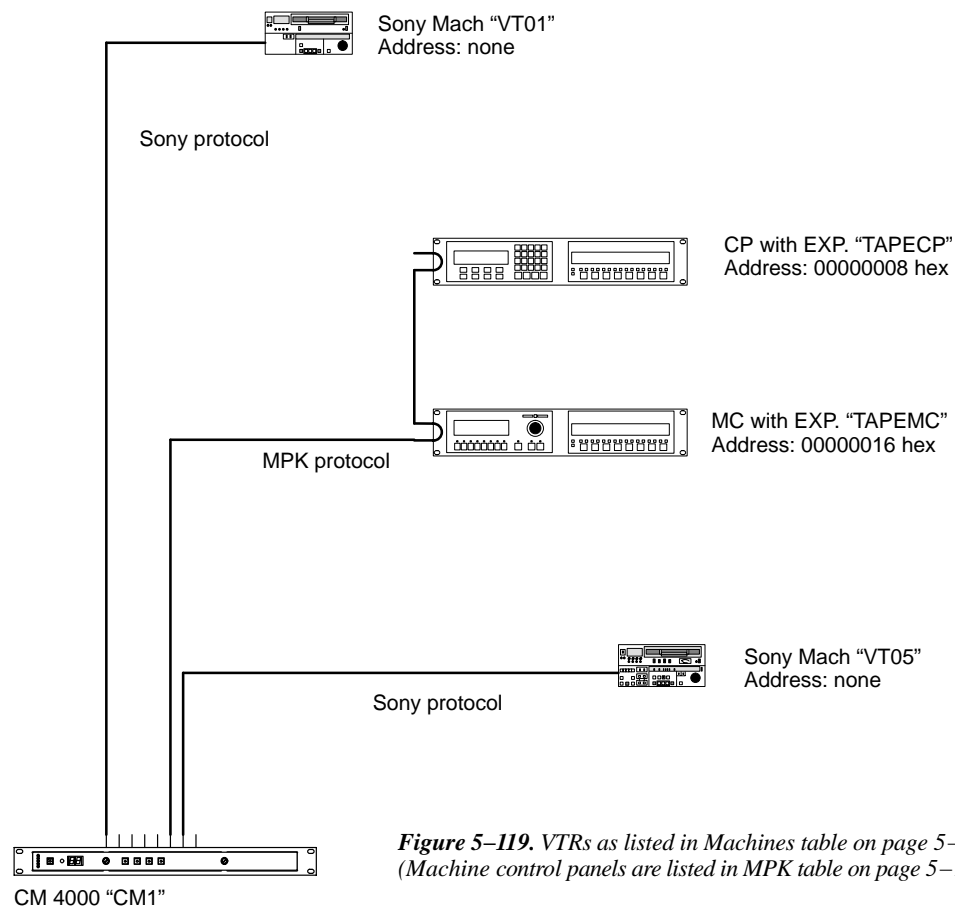 Sony Mach “VT01”
Address: none
Sony protocol
CP with EXP. “TAPECP”
Address: 00000008 hex
MC with EXP. “TAPEMC”
Address: 00000016 hex
MPK protocol
Sony Mach “VT05”
Address: none
Sony protocol
Figure 5–119. VTRs as listed in Machines table on page 5–
(Machine control panels are listed in MPK table on page 5–
CM 4000 “CM1”